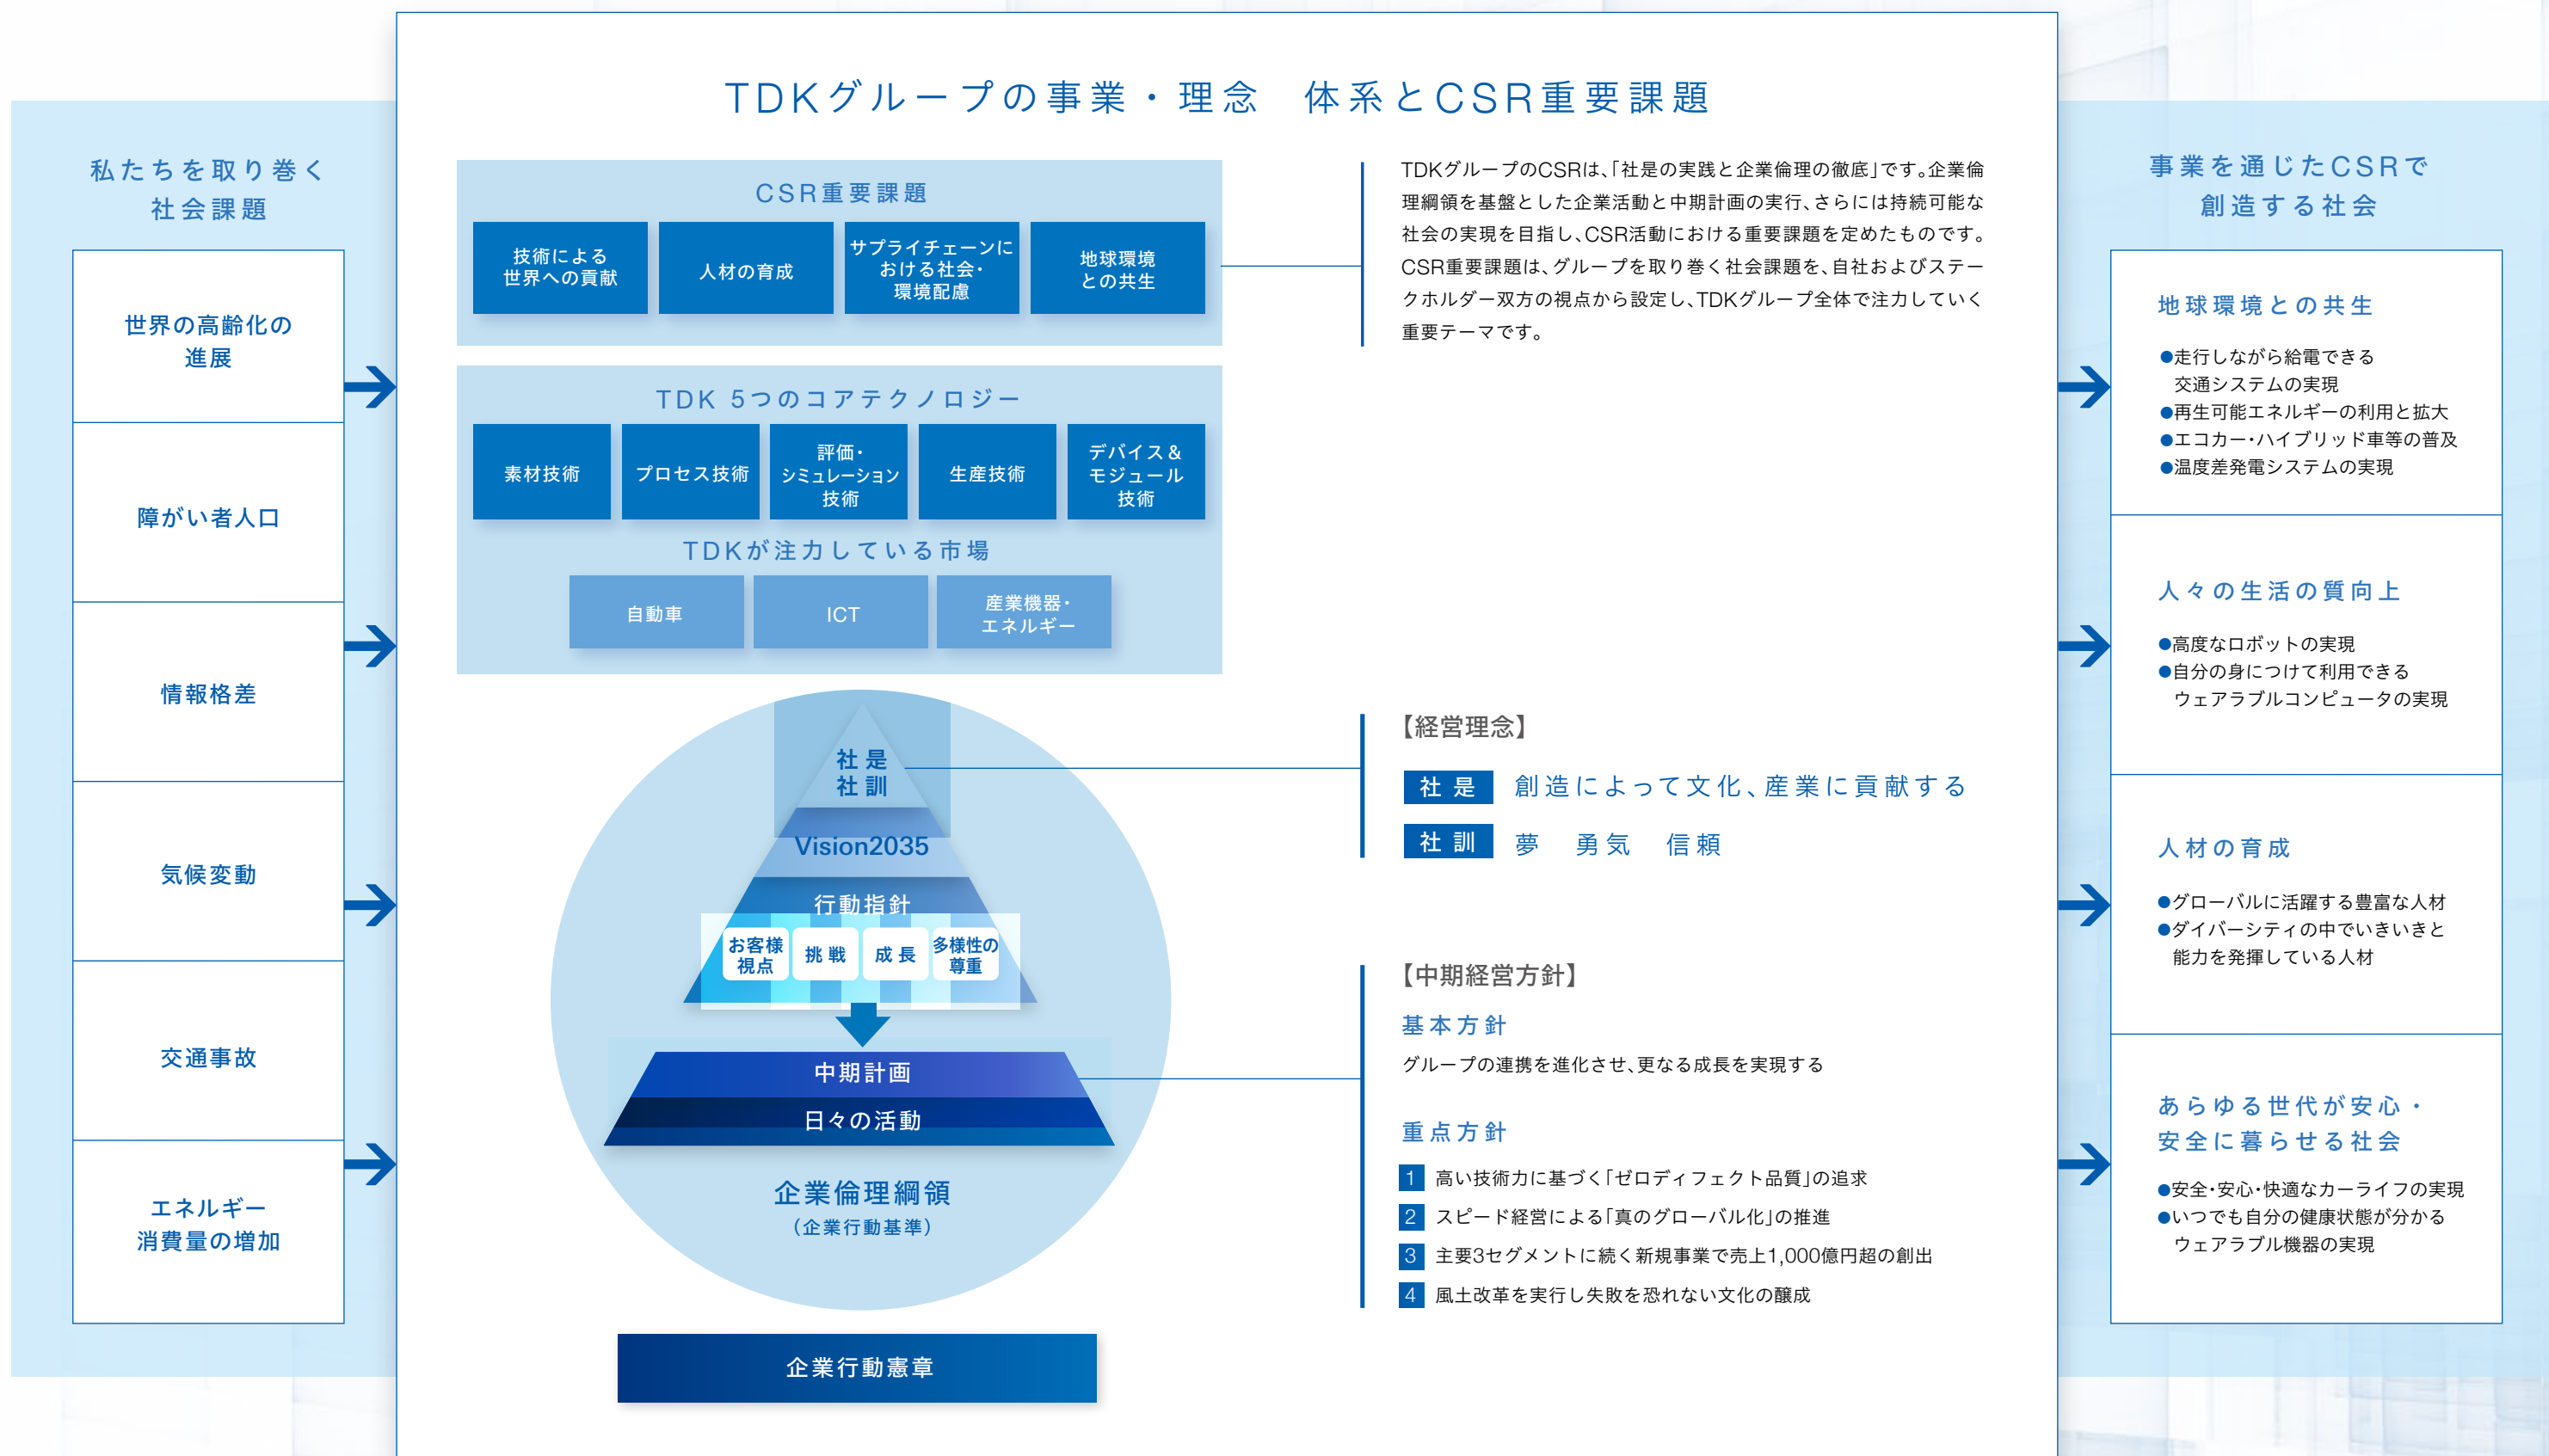 TDKグループの事業・理念　体系とCSR重要課題
私たちを取り巻く
社会課題
世界の高齢化の
進展
障がい者人口
情報格差
気候変動
交通事故
エネルギー
消費量の増加
CSR重要課題
技術による
世界への貢献
人材の育成
サプライチェーンに
おける社会・
環境配慮
地球環境
との共生
TDKグループのCSRは、「社是の実践と企業倫理の徹底」です。企業倫
理綱領を基盤とした企業活動と中期計画の実行、さらには持続可能な
社会の実現を目指し、CSR活動における重要課題を定めたものです。
CSR重要課題は、グループを取り巻く社会課題を、自社およびステー
クホルダー双方の視点から設定し、TDKグループ全体で注力していく
重要テーマです。
TDK 5つのコアテクノロジー
素材技術
プロセス技術
評価・
シミュレーション
技術
生産技術
デバイス＆
モジュール
技術
TDKが注力している市場
自動車
ICT
産業機器・
エネルギー
社是
社訓
Vision2035
行動指針
お客様
視点
挑戦
成長
多様性の
尊重
中期計画
日々の活動
企業倫理綱領
（企業行動基準）
企業行動憲章
【経営理念】
社是 創造によって文化、産業に貢献する
社訓 夢　勇気　信頼
【中期経営方針】
基本方針
グループの連携を進化させ、更なる成長を実現する
重点方針
1 高い技術力に基づく「ゼロディフェクト品質」の追求
2 スピード経営による「真のグローバル化」の推進
3 主要3セグメントに続く新規事業で売上1,000億円超の創出
4 風土改革を実行し失敗を恐れない文化の醸成
事業を通じたCSRで
創造する社会
地球環境との共生
●走行しながら給電できる
交通システムの実現
●再生可能エネルギーの利用と拡大
●エコカー・ハイブリッド車等の普及
●温度差発電システムの実現
人々の生活の質向上
●高度なロボットの実現
●自分の身につけて利用できる
ウェアラブルコンピュータの実現
人材の育成
●グローバルに活躍する豊富な人材
●ダイバーシティの中でいきいきと
能力を発揮している人材
あらゆる世代が安心・
安全に暮らせる社会
●安全・安心・快適なカーライフの実現
●いつでも自分の健康状態が分かる
ウェアラブル機器の実現